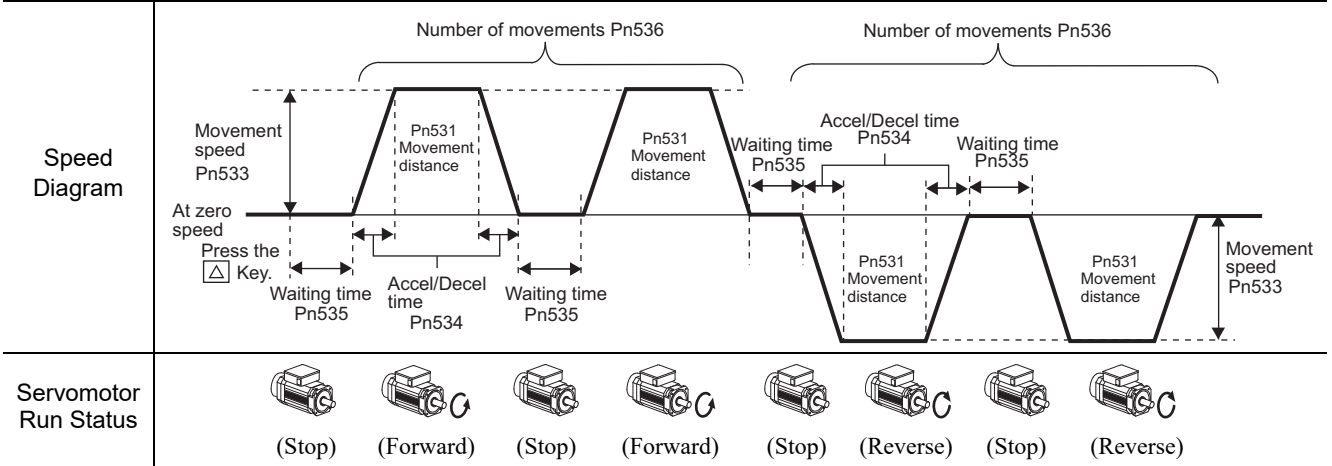 Speed
Diagram
Number of movements Pn536
Number of movements Pn536
Movement
speed
Pn533
Pn531
Movement
distance
Pn531
Movement
distance
Waiting time
Pn535
Accel/Decel time
Pn534
Waiting time
Pn535
At zero
speed
Press the
△ Key.
Waiting time
Pn535
Accel/Decel
time
Pn534
Waiting time
Pn535
Pn531
Movement
distance
Pn531
Movement
distance
Movement
speed
Pn533
Servomotor
Run Status
(Stop) (Forward) (Stop) (Forward) (Stop) (Reverse) (Stop) (Reverse)